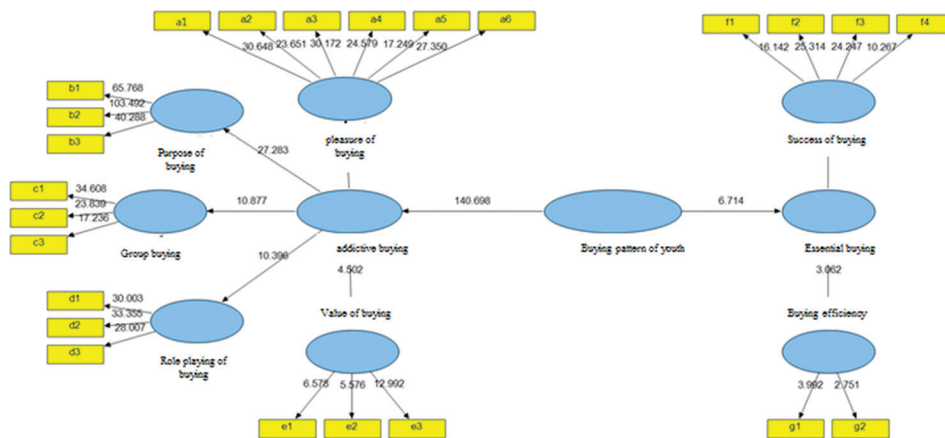 a1
a2
a3
a4
a5
a6
30.648
23.651
30.172
24.579
17.249
27.350
f1
f2
f3
f4
16.142
25.314
24.247
10.267
b1
b2
b3
65.768
103.492
40.288
Purpose of
buying
pleasure of
buying
Success of buying
27.283
c1
c2
c3
34.608
23.839
17.236
Group buying
10.877
addictive buying
140.698
Buying pattern of youth
6.714
Essential buying
10.396
4.502
3.062
d1
d2
d3
30.003
33.355
28.007
Role playing of
buying
Value of buying
Buying efficiency
6.578
5.576
12.992
3.992
2.751
e1
e2
e3
g1
g2